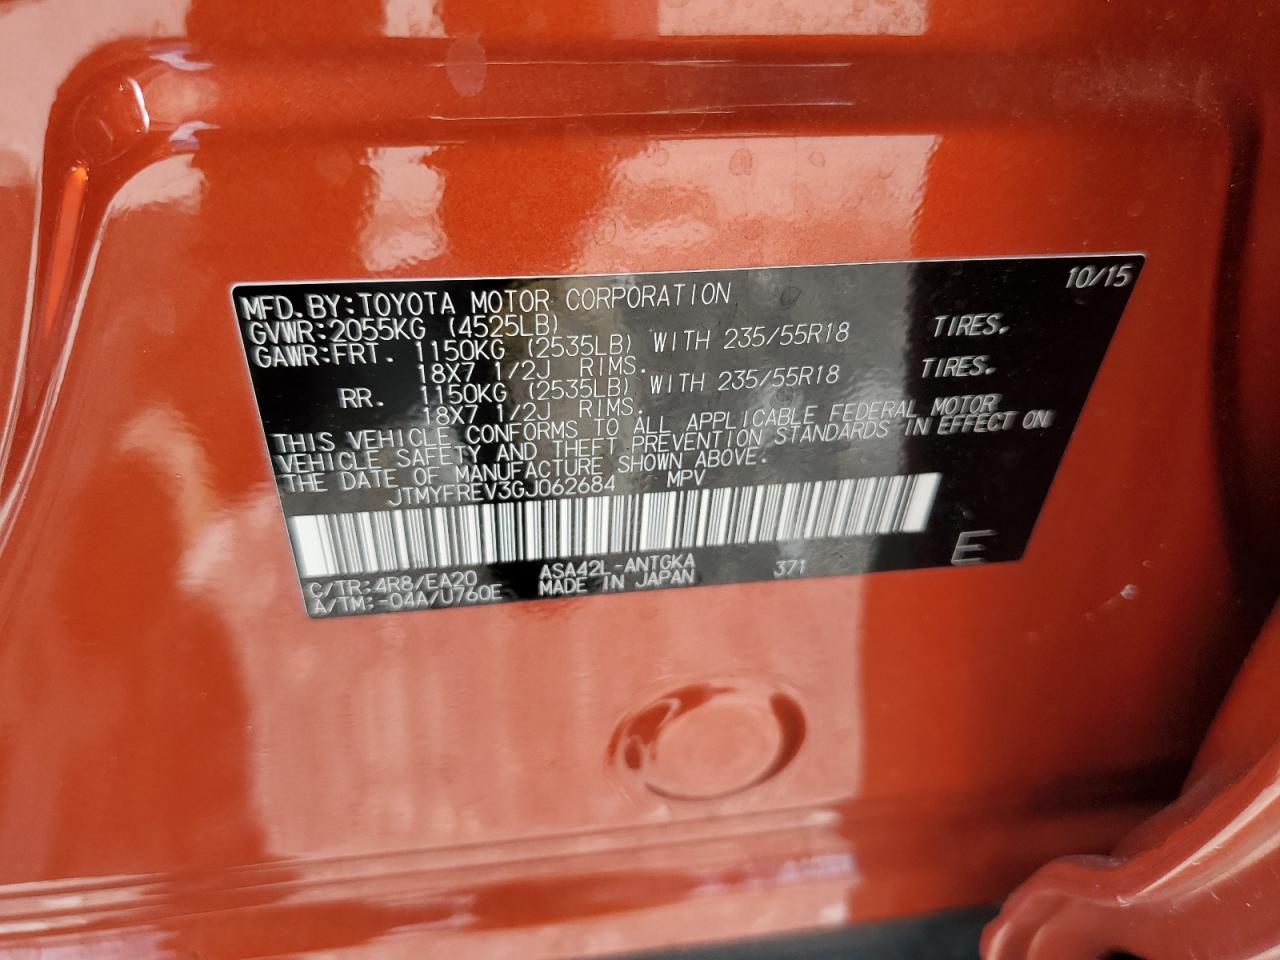 MFD.BY:TOYOTA MOTOR CORPORATION 10/15
GVWR:2055KG (4525LB)
GAWR:FRT. 1150KG (2535LB) WITH 235/55R18 TIRES.
18X7 1/2J RIMS.
RR. 1150KG (2535LB) WITH 235/55R18 TIRES.
18X7 1/2J RIMS.
THIS VEHICLE CONFORMS TO ALL APPLICABLE FEDERAL MOTOR
VEHICLE SAFETY AND THEFT PREVENTION STANDARDS IN EFFECT ON
THE DATE OF MANUFACTURE SHOWN ABOVE.
JTMYFREV3GJ062684 MPV
C/TR:4R8/EA20 ASA42L-ANTGKA 371 E
A/TM:-04A/U760E MADE IN JAPAN